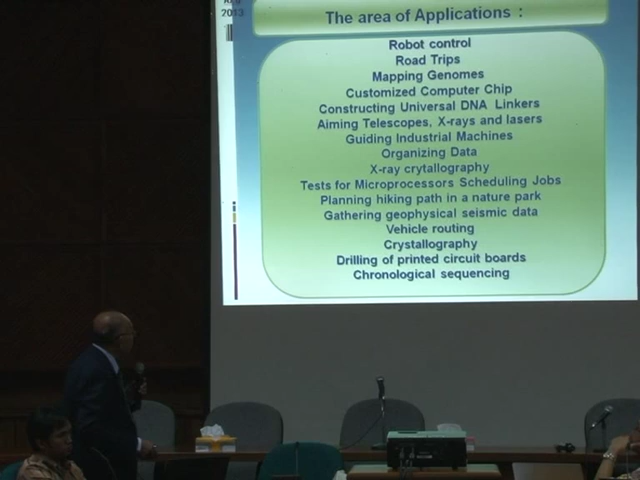 2013
The area of Applications :
Robot control
Road Trips
Mapping Genomes
Customized Computer Chip
Constructing Universal DNA Linkers
Aiming Telescopes, X-rays and lasers
Guiding Industrial Machines
Organizing Data
X-ray crytallography
Tests for Microprocessors Scheduling Jobs
Planning hiking path in a nature park
Gathering geophysical seismic data
Vehicle routing
Crystallography
Drilling of printed circuit boards
Chronological sequencing